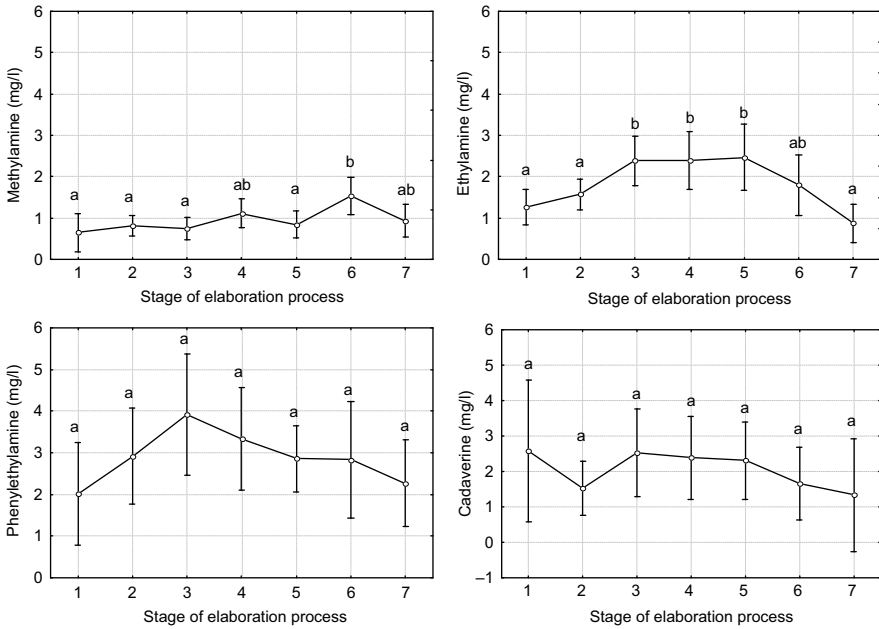 6
5
4
3
2
1
0
Methylamine (mg/l)
a
a
a
ab
a
b
ab
1 2 3 4 5 6 7
Stage of elaboration process
6
5
4
3
2
1
0
Ethylamine (mg/l)
a
a
b
b
b
ab
a
1 2 3 4 5 6 7
Stage of elaboration process
6
5
4
3
2
1
0
Phenylethylamine (mg/l)
a
a
a
a
a
a
a
1 2 3 4 5 6 7
Stage of elaboration process
6
5
4
3
2
1
0
–1
Cadaverine (mg/l)
a
a
a
a
a
a
a
1 2 3 4 5 6 7
Stage of elaboration process